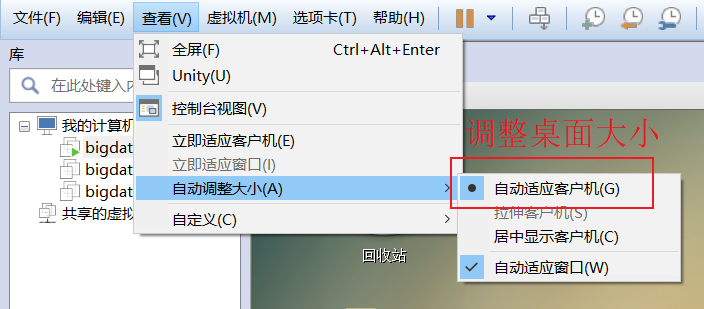 文件(F) 编辑(E) 查看(V) 虚拟机(M) 选项卡(T) 帮助(H)
库
在此处键入内
我的计算机
bigdat
bigdat
bigdat
共享的虚拟
全屏(F) Ctrl+Alt+Enter
Unity(U)
控制台视图(V)
立即适应客户机(E)
立即适应窗口(I)
自动调整大小(A)
自定义(C)
调整桌面大小
自动适应客户机(G)
拉伸客户机(S)
居中显示客户机(C)
自动适应窗口(W)
回收站